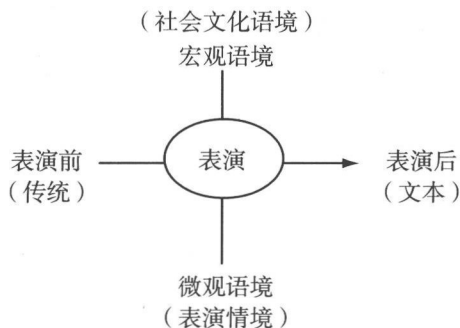 （社会文化语境）
宏观语境
表演前
（传统）
表演
表演后
（文本）
微观语境
（表演情境）